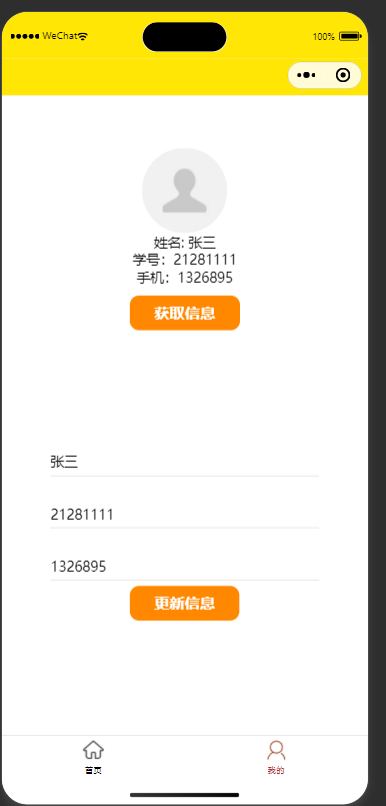 WeChat 100%
姓名: 张三
学号: 21281111
手机: 1326895
获取信息
张三
21281111
1326895
更新信息
首页 我的